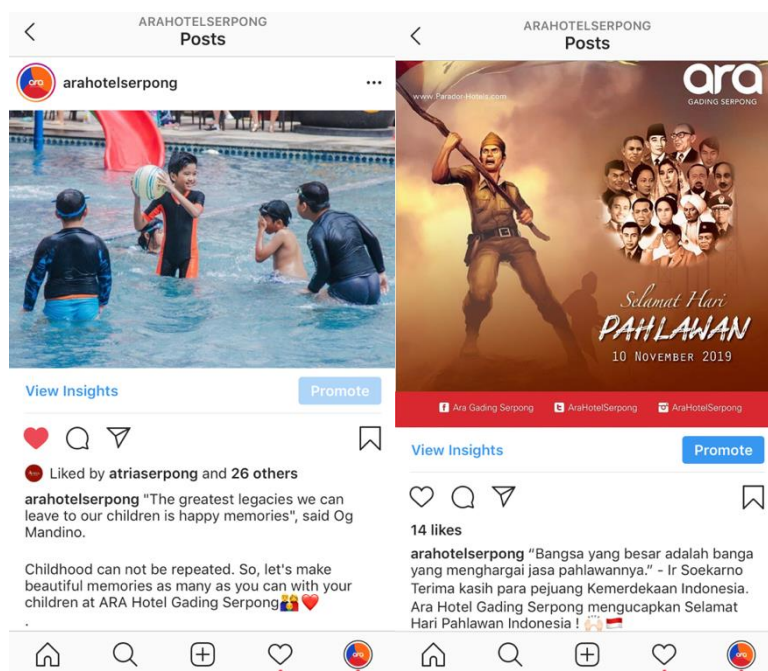 ARAHOTELSERPONG
Posts
ara
arahotelserpong
View Insights
Promote
Liked by atriaserpong and 26 others
arahotelserpong "The greatest legacies we can
leave to our children is happy memories", said Og
Mandino.
Childhood can not be repeated. So, let's make
beautiful memories as many as you can with your
children at ARA Hotel Gading Serpong
.
ara
ARAHOTELSERPONG
Posts
www.Parador-Hotels.com
ara
GADING SERPONG
Selamat Hari
PAHLAWAN
10 NOVEMBER 2019
Ara Gading Serpong
AraHotelSerpong
AraHotelSerpong
View Insights
Promote
14 likes
arahotelserpong “Bangsa yang besar adalah banga
yang menghargai jasa pahlawannya.” - Ir Soekarno
Terima kasih para pejuang Kemerdekaan Indonesia.
Ara Hotel Gading Serpong mengucapkan Selamat
Hari Pahlawan Indonesia !
ara